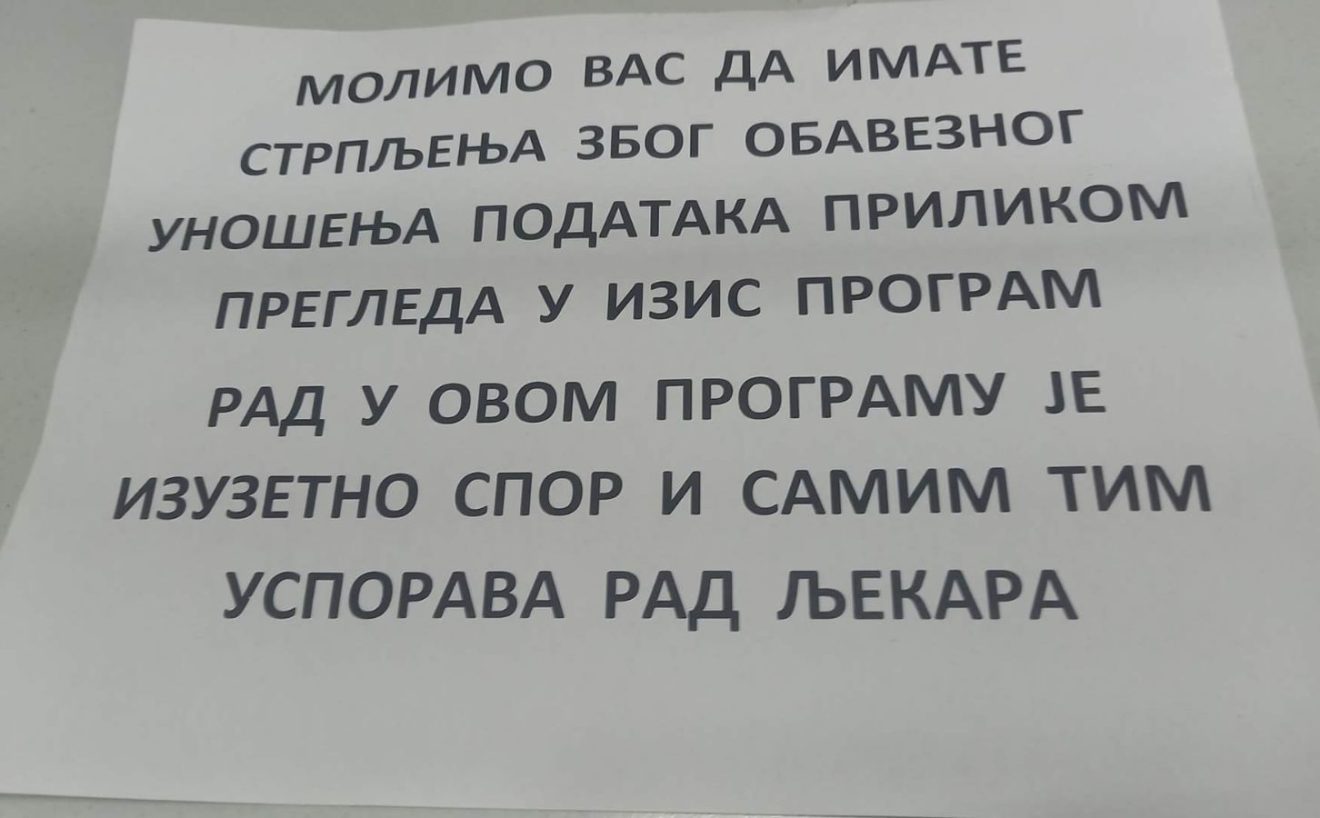 МОЛИМО ВАС ДА ИМАТЕ
СТРПЉЕЊА ЗБОГ ОБАВЕЗНОГ
УНОШЕЊА ПОДАТАКА ПРИЛИКОМ
ПРЕГЛЕДА У ИЗИС ПРОГРАМ
РАД У ОВОМ ПРОГРАМУ ЈЕ
ИЗУЗЕТНО СПОР И САМИМ ТИМ
УСПОРАВА РАД ЉЕКАРА